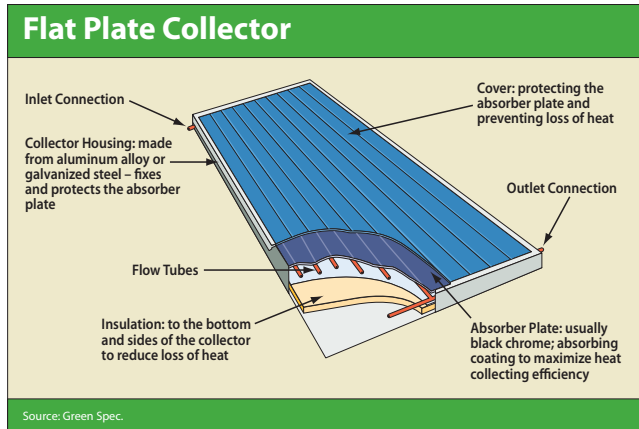 Flat Plate Collector
Inlet Connection
Collector Housing: made
from aluminum alloy or
galvanized steel – fixes
and protects the absorber
plate
Flow Tubes
Insulation: to the bottom
and sides of the collector
to reduce loss of heat
Cover: protecting the
absorber plate and
preventing loss of heat
Outlet Connection
Absorber Plate: usually
black chrome; absorbing
coating to maximize heat
collecting efficiency
Source: Green Spec.